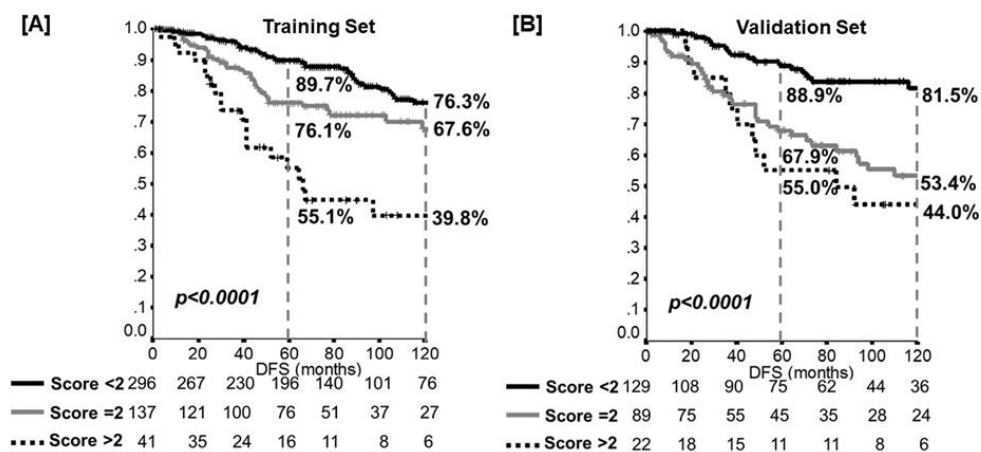 [A] Training Set
1.0
.9
.8
.7
.6
.5
.4
.3
.2
.1
0.0
89.7%
76.3%
76.1%
67.6%
55.1%
39.8%
p<0.0001
0 20 40 60 80 100 120
DFS (months)
Score <2 296 267 230 196 140 101 76
Score =2 137 121 100 76 51 37 27
Score >2 41 35 24 16 11 8 6
[B] Validation Set
1.0
.9
.8
.7
.6
.5
.4
.3
.2
.1
0.0
88.9%
81.5%
67.9%
55.0%
53.4%
44.0%
p<0.0001
0 20 40 60 80 100 120
DFS (months)
Score <2 129 108 90 75 62 44 36
Score =2 89 75 55 45 35 28 24
Score >2 22 18 15 11 11 8 6